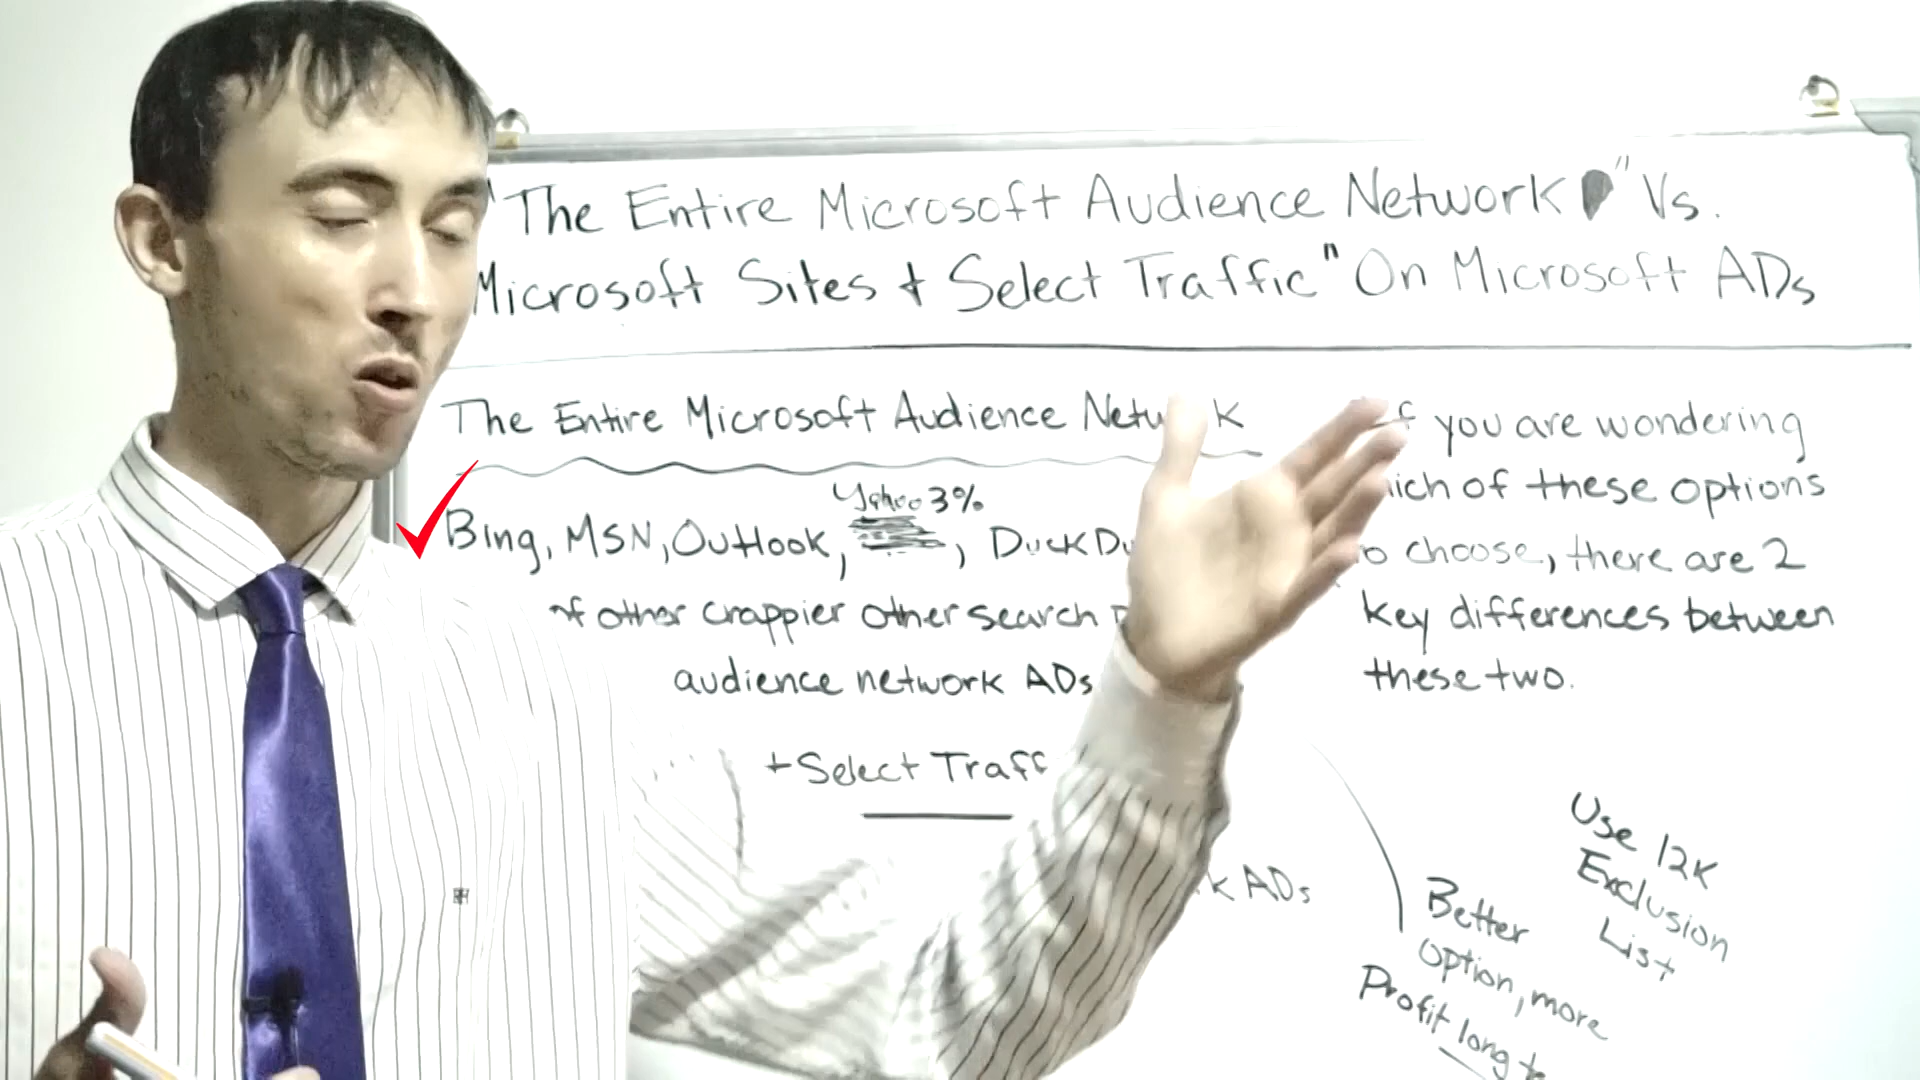 "The Entire Microsoft Audience Network" Vs.
Microsoft Sites + Select Traffic" On Microsoft ADs
The Entire Microsoft Audience
Yahoo 3%
Bing, MSN, Outlook, , DuckDu
of other crappier other search
audience network ADs
+ Select Traff
k ADs
If you are wondering
of these options
to choose, there are 2
key differences between
these two.
Use 12K
Exclusion
List
Better
option, more
Profit long